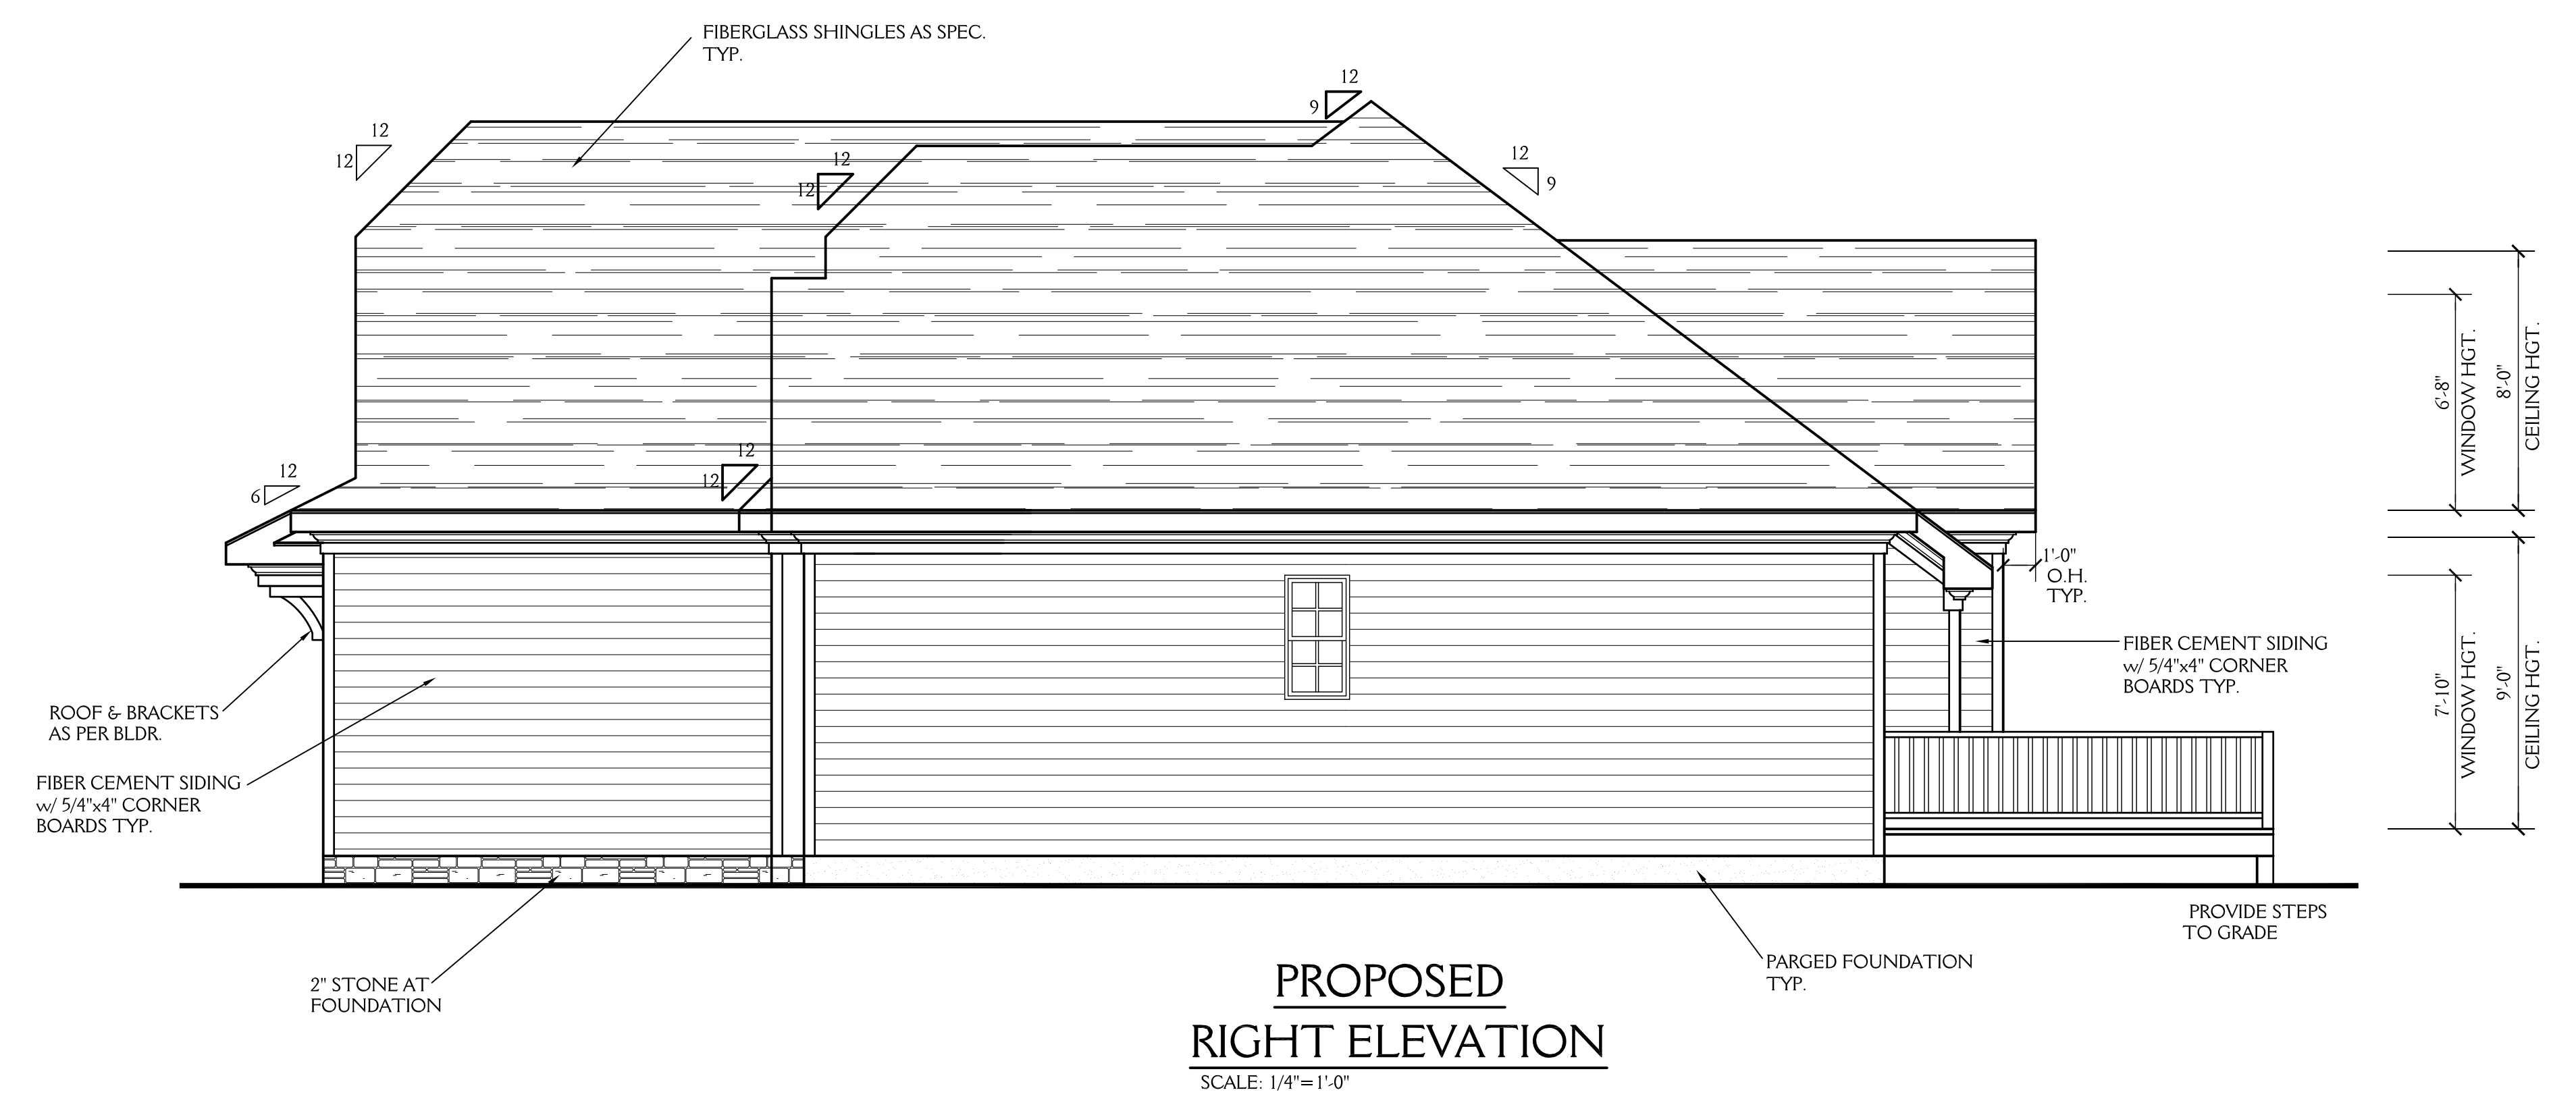 FIBERGLASS SHINGLES AS SPEC.
TYP.
12
9
12
12
12
12
12
9
12
12
12
6
6'-8"
WINDOW HGT.
8'-0"
CEILING HGT.
1'-0"
O.H.
TYP.
FIBER CEMENT SIDING
w/ 5/4"x4" CORNER
BOARDS TYP.
7'-10"
WINDOW HGT.
9'-0"
CEILING HGT.
ROOF & BRACKETS
AS PER BLDR.
FIBER CEMENT SIDING
w/ 5/4"x4" CORNER
BOARDS TYP.
PROVIDE STEPS
TO GRADE
2" STONE AT
FOUNDATION
PARGED FOUNDATION
TYP.
PROPOSED
RIGHT ELEVATION
SCALE: 1/4"=1'-0"